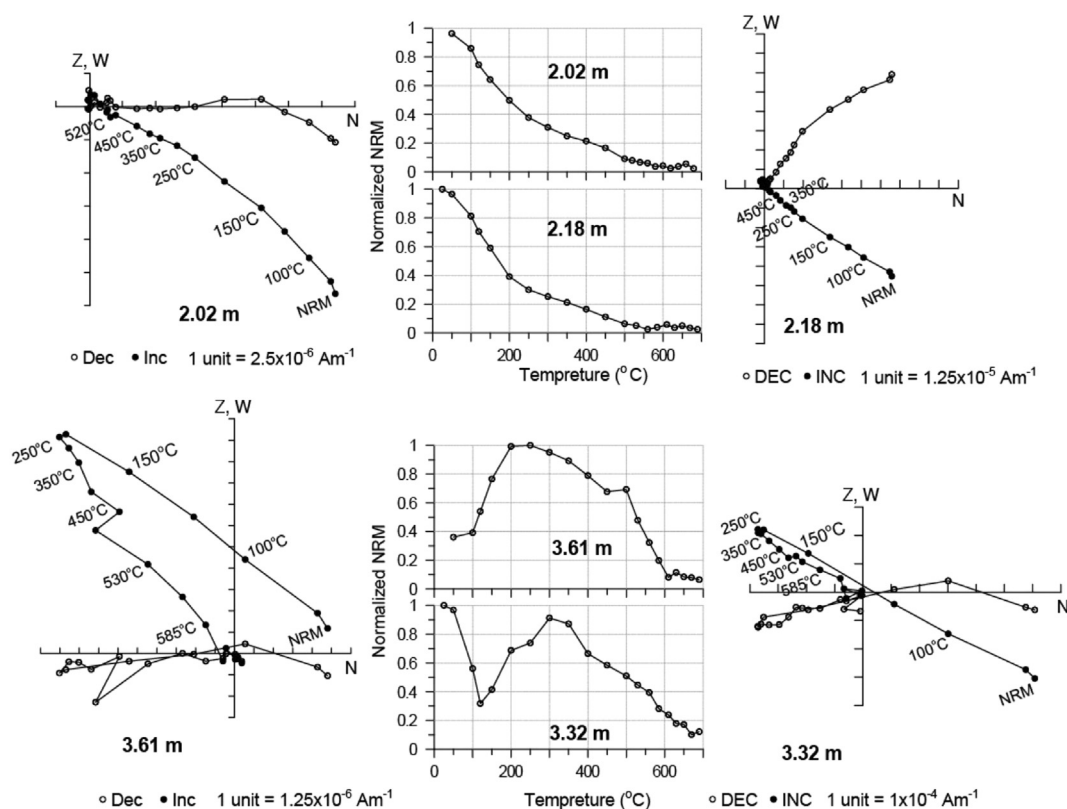 Z, W
N
520°C
450°C
350°C
250°C
150°C
100°C
NRM
2.02 m
Dec Inc 1 unit = 2.5x10⁻⁶ Am⁻¹
Normalized NRM
1
0.8
0.6
0.4
0.2
0
2.02 m
1
0.8
0.6
0.4
0.2
0
2.18 m
0 200 400 600
Tempreture (°C)
Z, W
N
450°C
350°C
250°C
150°C
100°C
NRM
2.18 m
DEC INC 1 unit = 1.25x10⁻⁵ Am⁻¹
Z, W
N
250°C
150°C
350°C
450°C
100°C
530°C
585°C
NRM
3.61 m
Dec Inc 1 unit = 1.25x10⁻⁶ Am⁻¹
Normalized NRM
1
0.8
0.6
0.4
0.2
0
3.61 m
1
0.8
0.6
0.4
0.2
0
3.32 m
0 200 400 600
Tempreture (°C)
Z, W
N
250°C
150°C
350°C
450°C
530°C
585°C
100°C
NRM
3.32 m
DEC INC 1 unit = 1x10⁻⁴ Am⁻¹